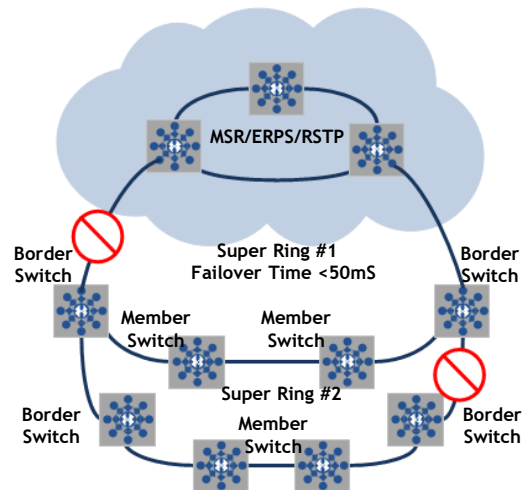 MSR/ERPS/RSTP
Super Ring #1
Failover Time <50mS
Border
Switch
Border
Switch
Member
Switch
Member
Switch
Super Ring #2
Border
Switch
Member
Switch
Border
Switch